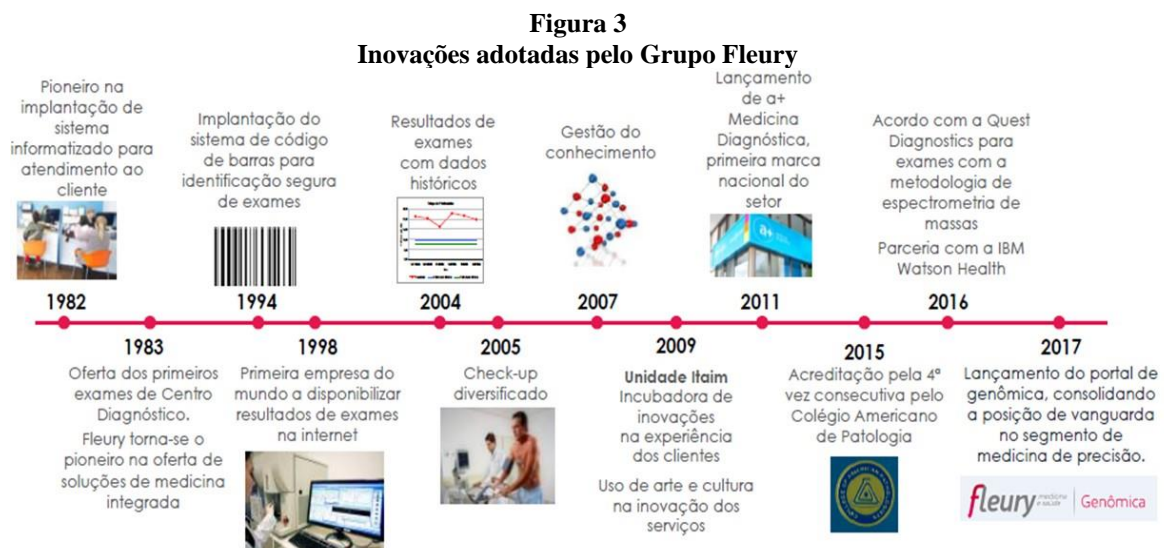 Figura 3
Inovações adotadas pelo Grupo Fleury
Pioneiro na
implantação de
sistema
informatizado para
atendimento ao
cliente
1982
1983
Oferta dos primeiros
exames de Centro
Diagnóstico.
Fleury torna-se o
pioneiro na oferta de
soluções de medicina
integrada
Implantação do
sistema de código
de barras para
identificação segura
de exames
1994
1998
Primeira empresa do
mundo a disponibilizar
resultados de exames
na internet
Resultados de
exames
com dados
históricos
2004
2005
Check-up
diversificado
Gestão do
conhecimento
2007
2009
Unidade Itaim
Incubadora de
inovações
na experiência
dos clientes
Uso de arte e cultura
na inovação dos
serviços
Lançamento
de a+
Medicina
Diagnóstica,
primeira marca
nacional do
setor
a+
2011
2015
Acreditação pela 4ª
vez consecutiva pelo
Colégio Americano
de Patologia
Acordo com a Quest
Diagnostics para
exames com a
metodologia de
espectrometria de
massas
Parceria com a IBM
Watson Health
2016
2017
Lançamento do portal de
genômica, consolidando
a posição de vanguarda
no segmento de
medicina de precisão.
fleury medicina e saúde Genômica